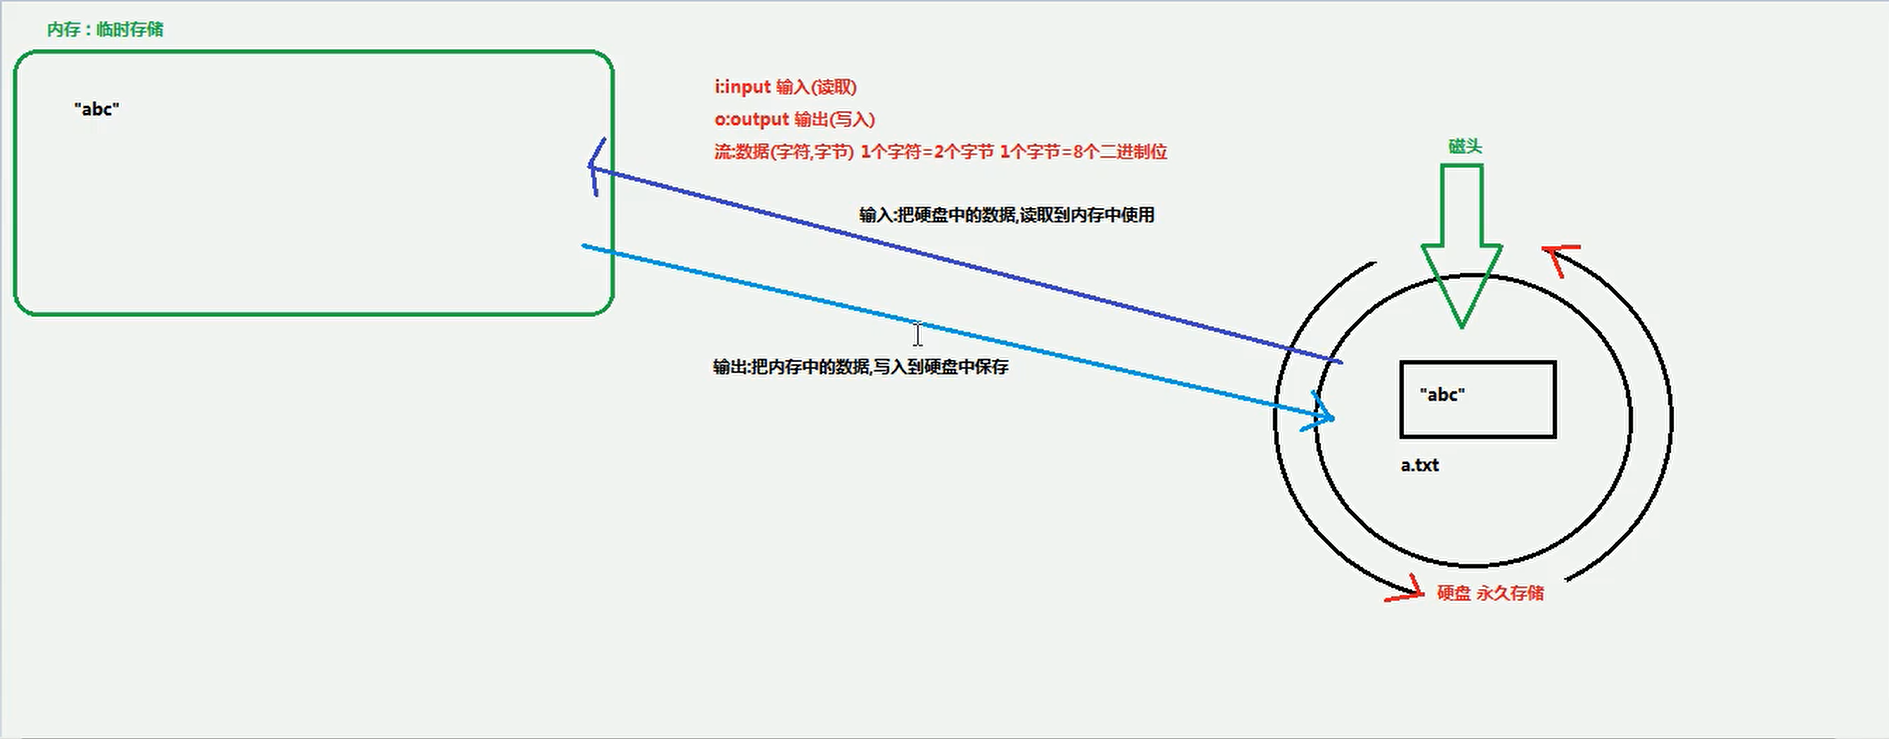 内存：临时存储
"abc"
i:input 输入(读取)
o:output 输出(写入)
流:数据(字符,字节) 1个字符=2个字节 1个字节=8个二进制位
磁头
输入:把硬盘中的数据,读取到内存中使用
输出:把内存中的数据,写入到硬盘中保存
"abc"
a.txt
硬盘 永久存储